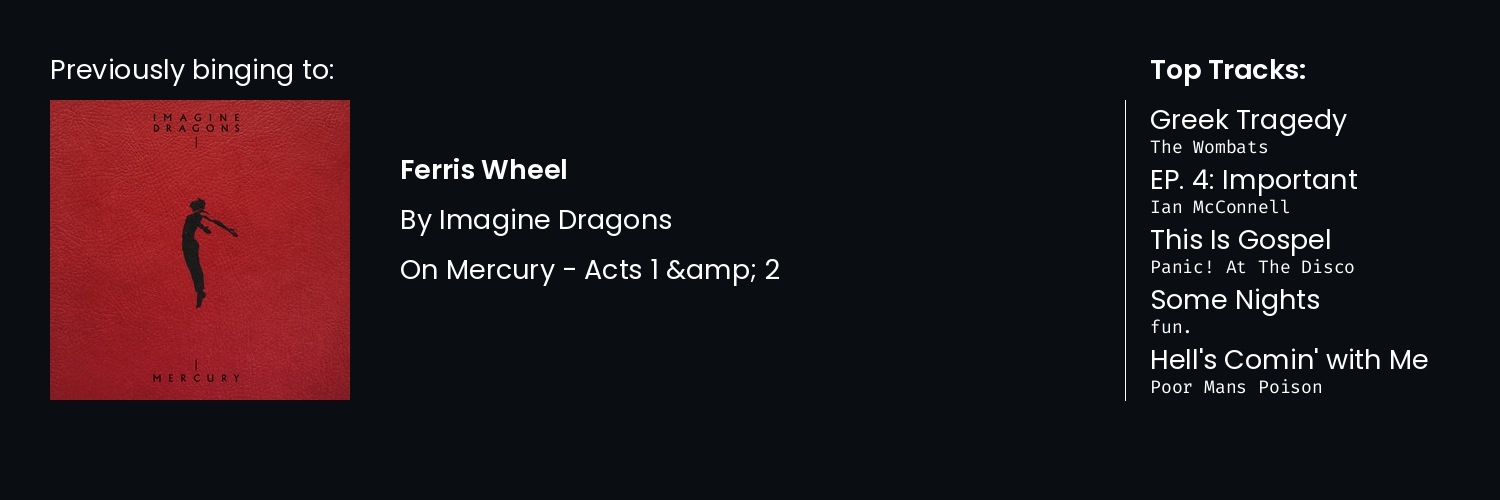 Previously binging to:
IMAGINE
DRAGONS
MERCURY
Ferris Wheel
By Imagine Dragons
On Mercury - Acts 1 &amp; 2
Top Tracks:
Greek Tragedy
The Wombats
EP. 4: Important
Ian McConnell
This Is Gospel
Panic! At The Disco
Some Nights
fun.
Hell's Comin' with Me
Poor Mans Poison